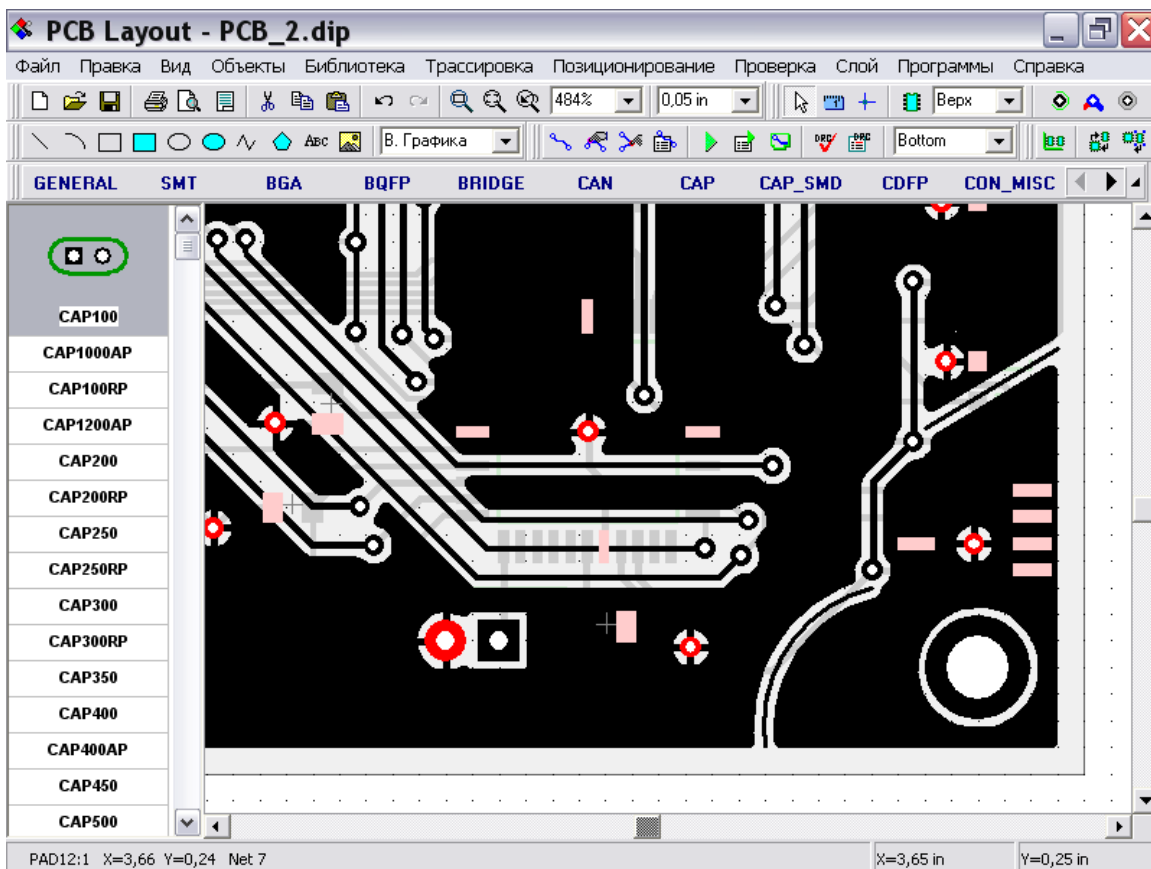 PCB Layout - PCB_2.dip
Файл Правка Вид Объекты Библиотека Трассировка Позиционирование Проверка Слой Программы Справка
484% 0,05 in Верх
Abc В. Графика DRC DRC Bottom
GENERAL SMT BGA BQFP BRIDGE CAN CAP CAP_SMD CDFP CON_MISC
CAP100
CAP1000AP
CAP100RP
CAP1200AP
CAP200
CAP200RP
CAP250
CAP250RP
CAP300
CAP300RP
CAP350
CAP400
CAP400AP
CAP450
CAP500
PAD12:1 X=3,66 Y=0,24 Net 7 X=3,65 in Y=0,25 in